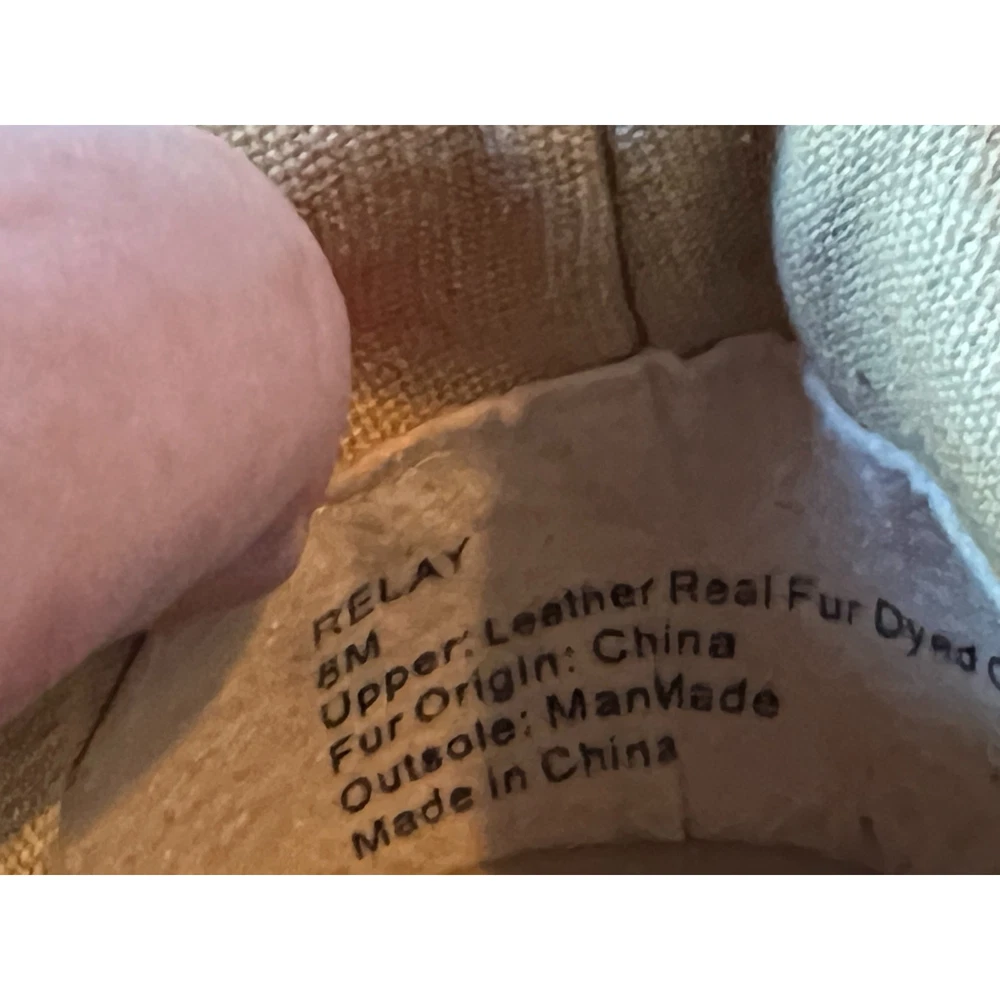 RELAY
8M
Upper: Leather Real Fur Dyed
Fur Origin: China
Outsole: ManMade
Made in China